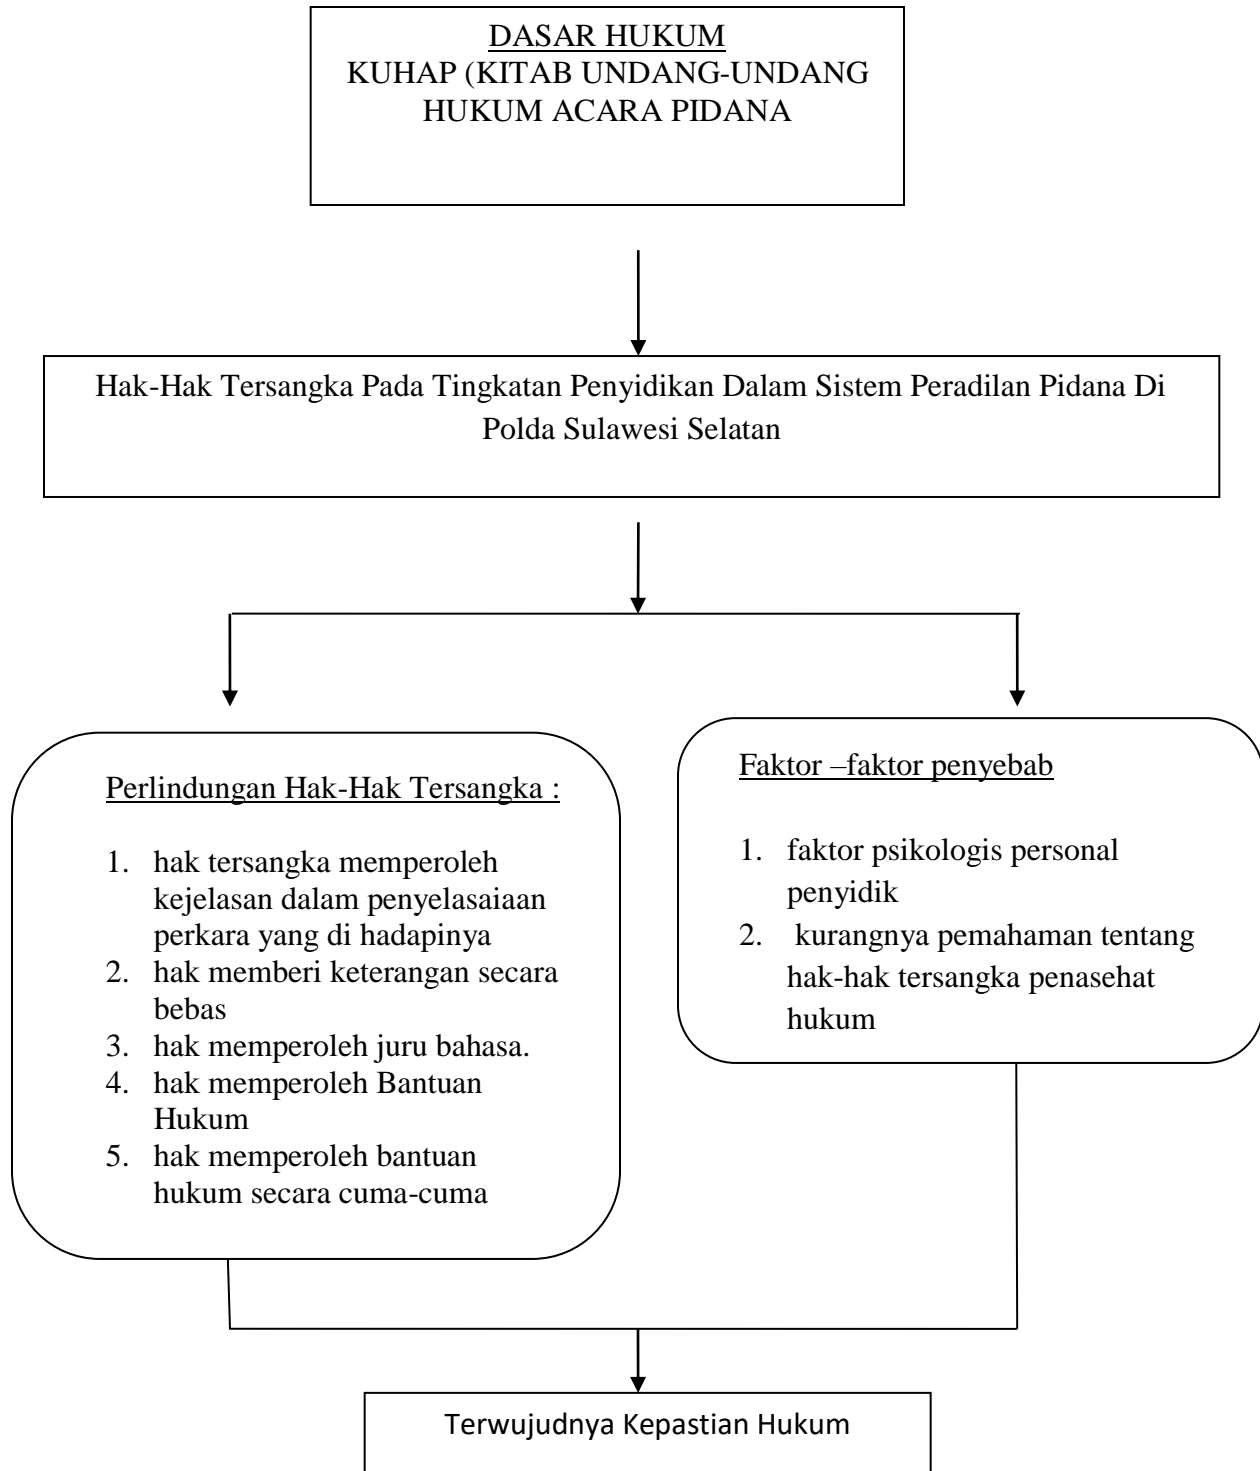 DASAR HUKUM
KUHAP (KITAB UNDANG-UNDANG
HUKUM ACARA PIDANA
Hak-Hak Tersangka Pada Tingkatan Penyidikan Dalam Sistem Peradilan Pidana Di
Polda Sulawesi Selatan
Perlindungan Hak-Hak Tersangka :
1. hak tersangka memperoleh
kejelasan dalam penyelasaiaan
perkara yang di hadapinya
2. hak memberi keterangan secara
bebas
3. hak memperoleh juru bahasa.
4. hak memperoleh Bantuan
Hukum
5. hak memperoleh bantuan
hukum secara cuma-cuma
Faktor –faktor penyebab
1. faktor psikologis personal
penyidik
2. kurangnya pemahaman tentang
hak-hak tersangka penasehat
hukum
Terwujudnya Kepastian Hukum